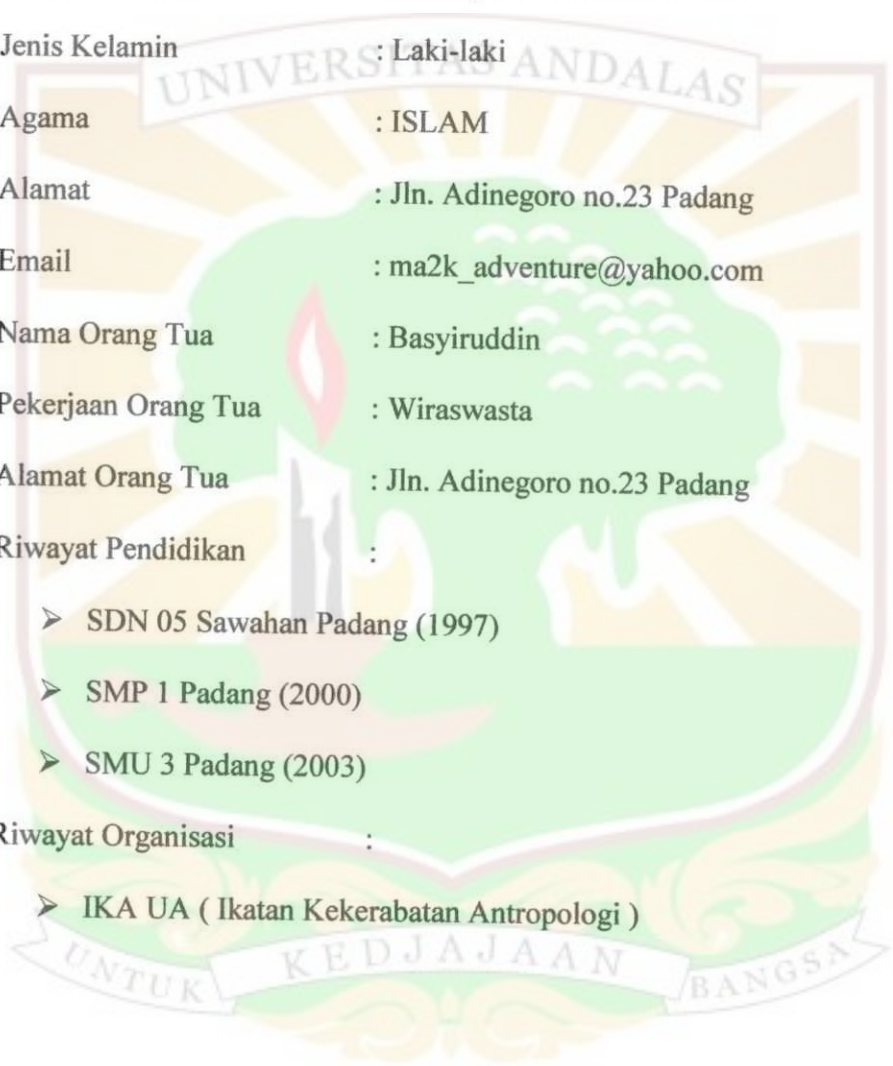 Jenis Kelamin : Laki-laki
UNIVERSITAS ANDALAS
Agama : ISLAM
Alamat : Jln. Adinegoro no.23 Padang
Email : ma2k_adventure@yahoo.com
Nama Orang Tua : Basyiruddin
Pekerjaan Orang Tua : Wiraswasta
Alamat Orang Tua : Jln. Adinegoro no.23 Padang
Riwayat Pendidikan :
➢ SDN 05 Sawahan Padang (1997)
➢ SMP 1 Padang (2000)
➢ SMU 3 Padang (2003)
Riwayat Organisasi :
➢ IKA UA ( Ikatan Kekerabatan Antropologi )
UNTUK KEDJAJAAN BANGSA